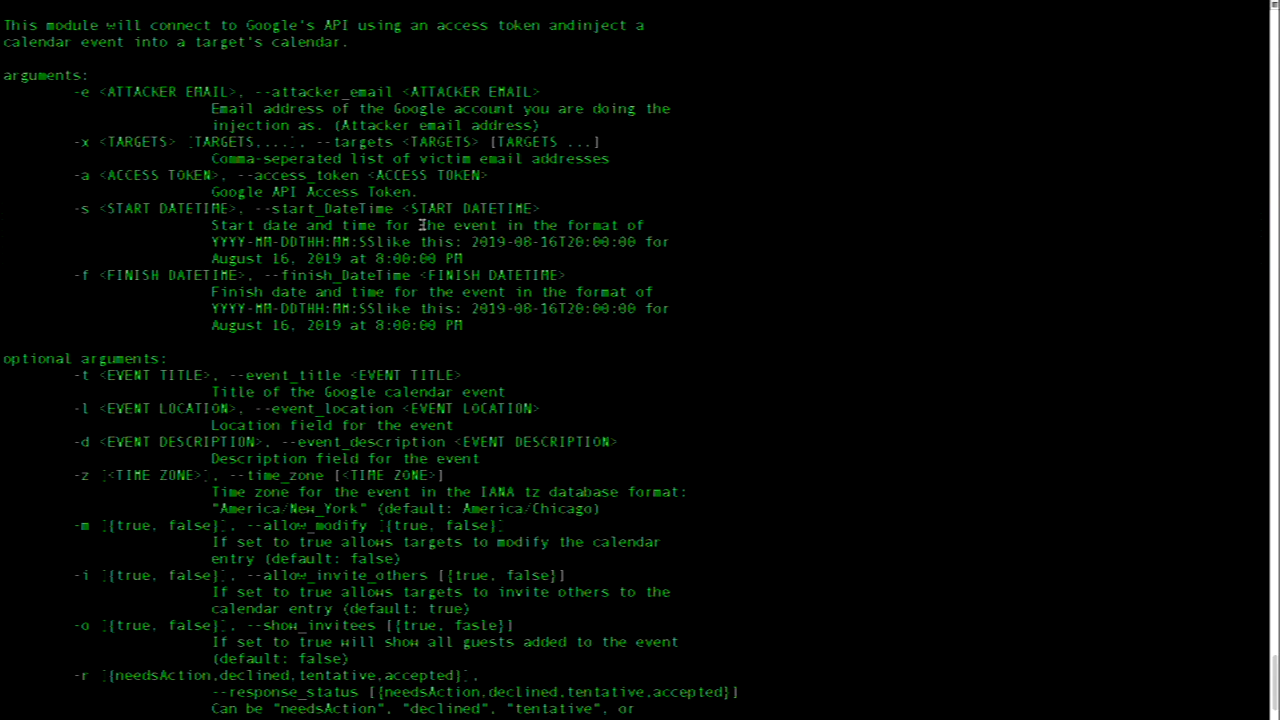 This module will connect to Google's API using an access token andinject a
calendar event into a target's calendar.
arguments:
-e <ATTACKER EMAIL>, --attacker_email <ATTACKER EMAIL>
Email address of the Google account you are doing the
injection as. (Attacker email address)
-x <TARGETS> [TARGETS,...], --targets <TARGETS> [TARGETS ...]
Comma-seperated list of victim email addresses
-a <ACCESS TOKEN>, --access_token <ACCESS TOKEN>
Google API Access Token.
-s <START DATETIME>, --start_DateTime <START DATETIME>
Start date and time for the event in the format of
YYYY-MM-DDTHH:MM:SSlike this: 2019-08-16T20:00:00 for
August 16, 2019 at 8:00:00 PM
-f <FINISH DATETIME>, --finish_DateTime <FINISH DATETIME>
Finish date and time for the event in the format of
YYYY-MM-DDTHH:MM:SSlike this: 2019-08-16T20:00:00 for
August 16, 2019 at 8:00:00 PM
optional arguments:
-t <EVENT TITLE>, --event_title <EVENT TITLE>
Title of the Google calendar event
-l <EVENT LOCATION>, --event_location <EVENT LOCATION>
Location field for the event
-d <EVENT DESCRIPTION>, --event_description <EVENT DESCRIPTION>
Description field for the event
-z [<TIME ZONE>], --time_zone [<TIME ZONE>]
Time zone for the event in the IANA tz database format:
"America/New_York" (default: America/Chicago)
-m [{true, false}], --allow_modify [{true, false}]
If set to true allows targets to modify the calendar
entry (default: false)
-i [{true, false}], --allow_invite_others [{true, false}]
If set to true allows targets to invite others to the
calendar entry (default: true)
-o [{true, false}], --show_invitees [{true, fasle}]
If set to true will show all guests added to the event
(default: false)
-r [{needsAction,declined,tentative,accepted}],
--response_status [{needsAction,declined,tentative,accepted}]
Can be "needsAction", "declined", "tentative", or